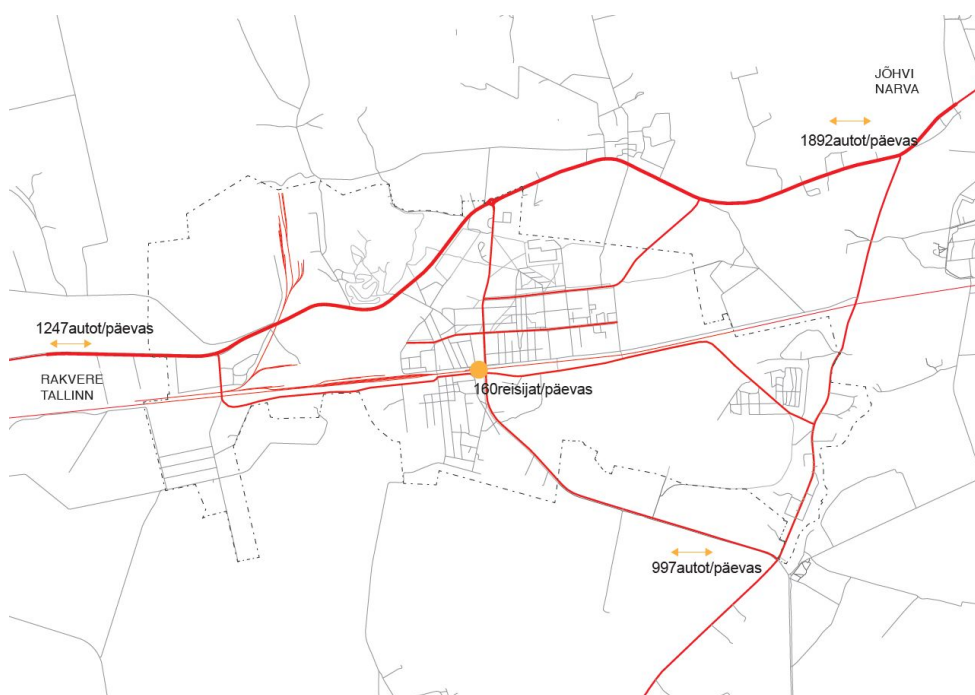 JÕHVI
NARVA
1892autot/päevas
1247autot/päevas
RAKVERE
TALLINN
160reisijat/päevas
997autot/päevas